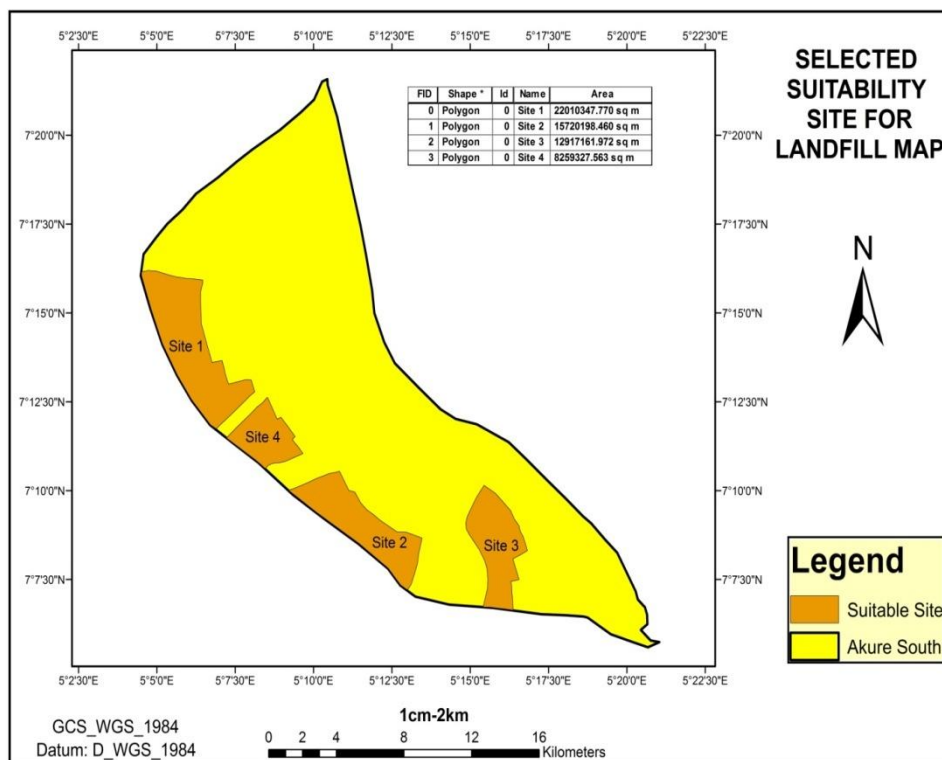 5°2'30"E 5°5'0"E 5°7'30"E 5°10'0"E 5°12'30"E 5°15'0"E 5°17'30"E 5°20'0"E 5°22'30"E
SELECTED
SUITABILITY
SITE FOR
LANDFILL MAP
FID Shape * Id Name Area
0 Polygon 0 Site 1 22010347.770 sq m
1 Polygon 0 Site 2 15720198.460 sq m
2 Polygon 0 Site 3 12917161.972 sq m
3 Polygon 0 Site 4 8259327.563 sq m
7°20'0"N 7°20'0"N
7°17'30"N 7°17'30"N
N
7°15'0"N 7°15'0"N
Site 1
7°12'30"N 7°12'30"N
Site 4
7°10'0"N 7°10'0"N
Site 2
Site 3
7°7'30"N 7°7'30"N
Legend
Suitable Site
Akure South
5°2'30"E 5°5'0"E 5°7'30"E 5°10'0"E 5°12'30"E 5°15'0"E 5°17'30"E 5°20'0"E 5°22'30"E
1cm-2km
GCS_WGS_1984
Datum: D_WGS_1984
0 2 4 8 12 16
Kilometers